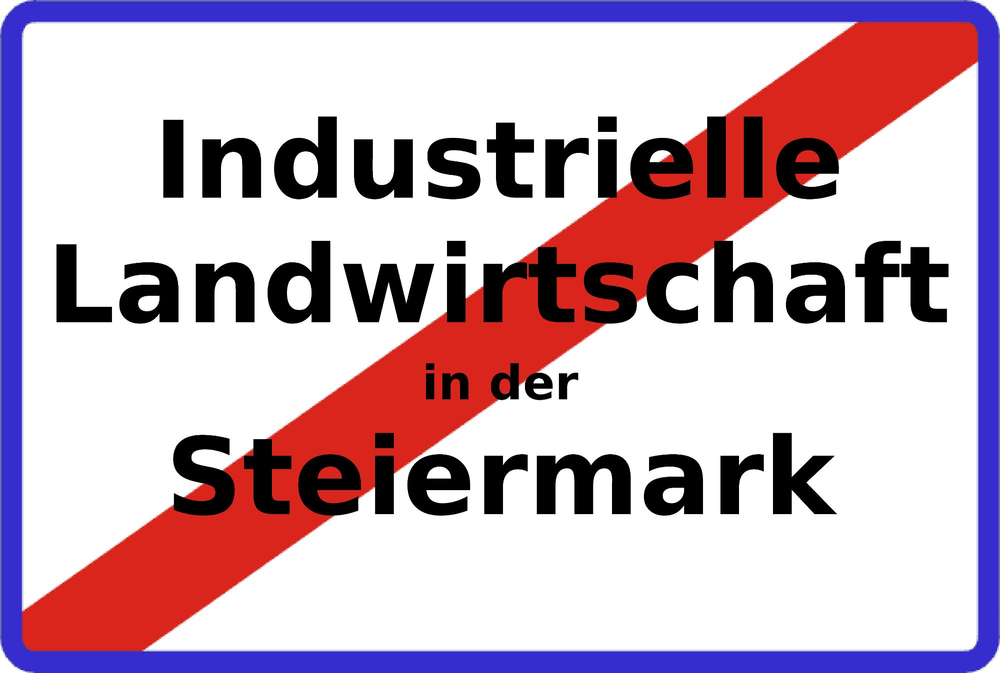 Industrielle
Landwirtschaft
in der
Steiermark